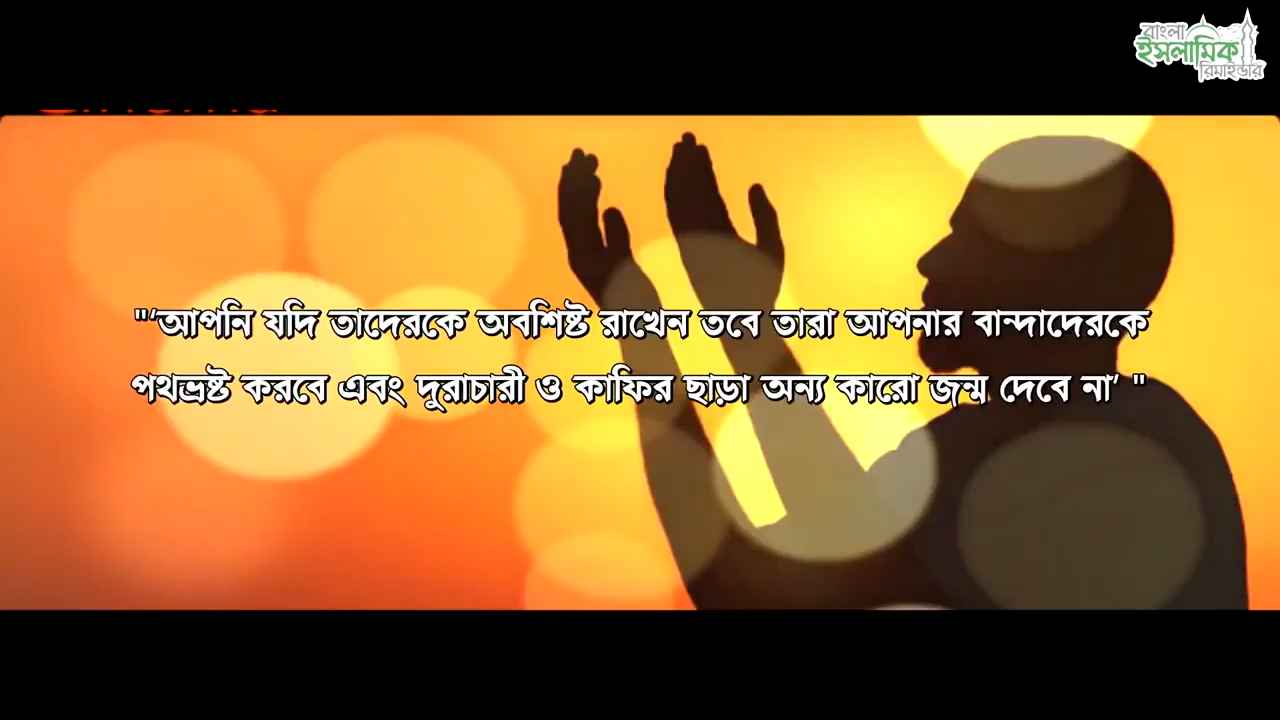 বাংলা
ইসলামিক
রিমাইন্ডার
"‘আপনি যদি তাদেরকে অবশিষ্ট রাখেন তবে তারা আপনার বান্দাদেরকে
পথভ্রষ্ট করবে এবং দুরাচারী ও কাফির ছাড়া অন্য কারো জন্ম দেবে না’ "